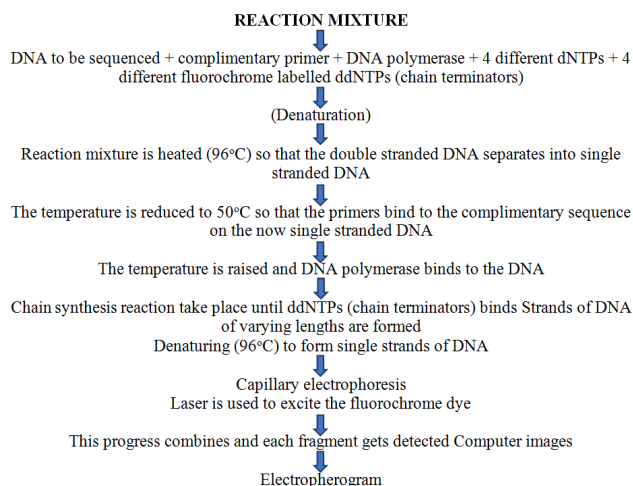 REACTION MIXTURE
DNA to be sequenced + complimentary primer + DNA polymerase + 4 different dNTPs + 4
different fluorochrome labelled ddNTPs (chain terminators)
(Denaturation)
Reaction mixture is heated (96°C) so that the double stranded DNA separates into single
stranded DNA
The temperature is reduced to 50°C so that the primers bind to the complimentary sequence
on the now single stranded DNA
The temperature is raised and DNA polymerase binds to the DNA
Chain synthesis reaction take place until ddNTPs (chain terminators) binds Strands of DNA
of varying lengths are formed
Denaturing (96°C) to form single strands of DNA
Capillary electrophoresis
Laser is used to excite the fluorochrome dye
This progress combines and each fragment gets detected Computer images
Electropherogram